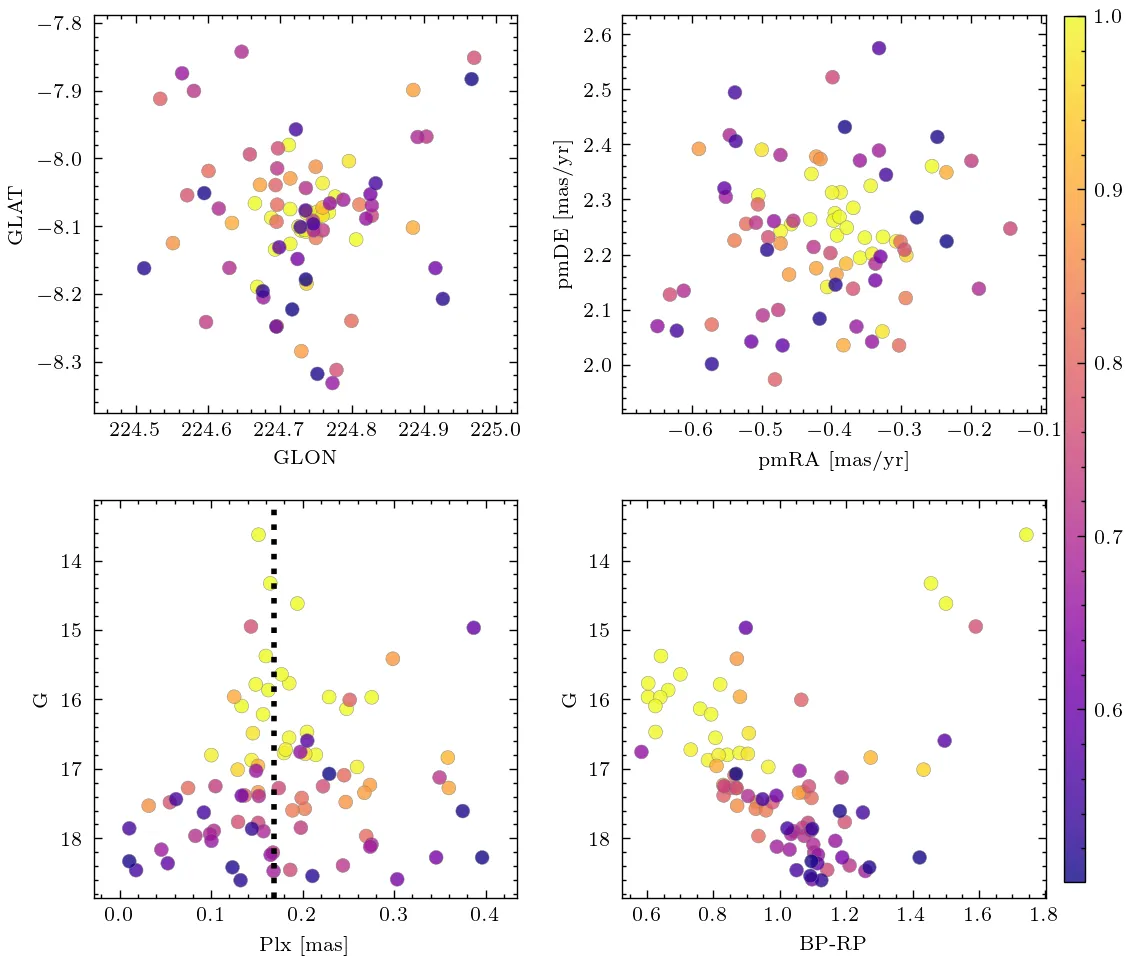 −7.8
−7.9
−8.0
−8.1
−8.2
−8.3
GLAT
224.5 224.6 224.7 224.8 224.9 225.0
GLON
2.6
2.5
2.4
2.3
2.2
2.1
2.0
pmDE [mas/yr]
−0.6 −0.5 −0.4 −0.3 −0.2 −0.1
pmRA [mas/yr]
1.0
0.9
0.8
0.7
0.6
14
15
16
17
18
G
0.0 0.1 0.2 0.3 0.4
Plx [mas]
14
15
16
17
18
G
0.6 0.8 1.0 1.2 1.4 1.6 1.8
BP-RP